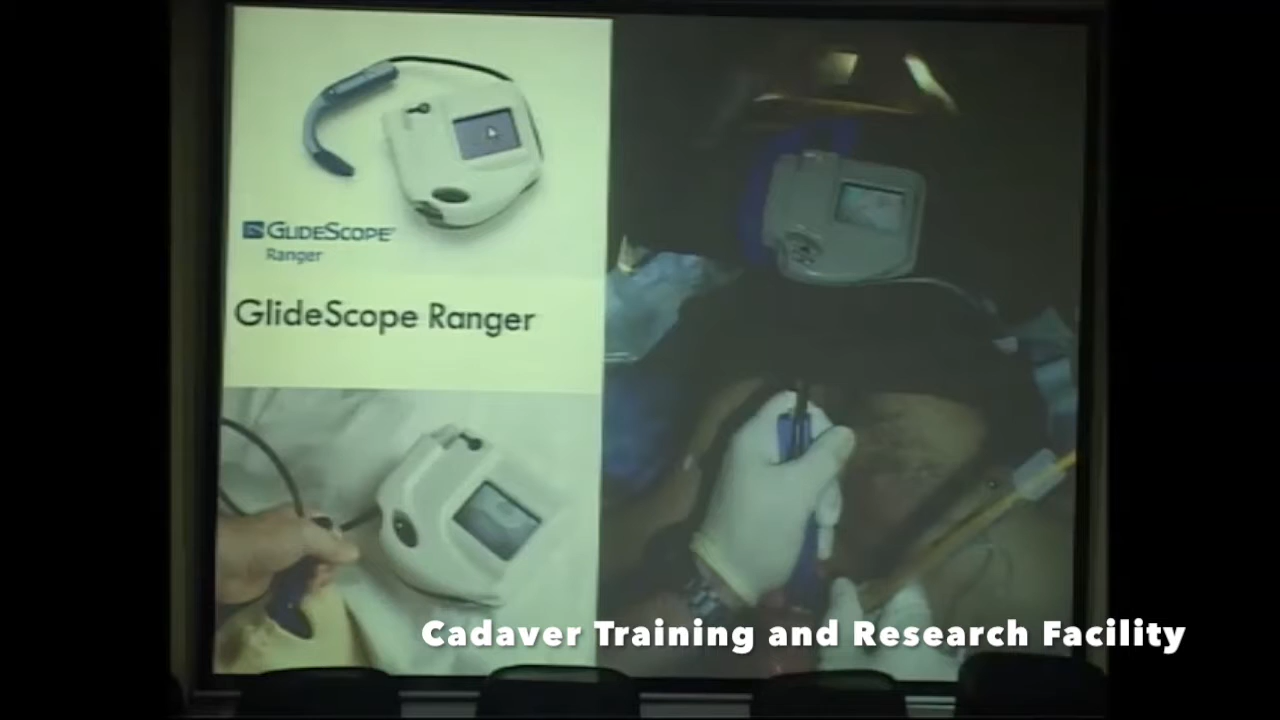 GLIDESCOPE
Ranger
GlideScope Ranger
Cadaver Training and Research Facility